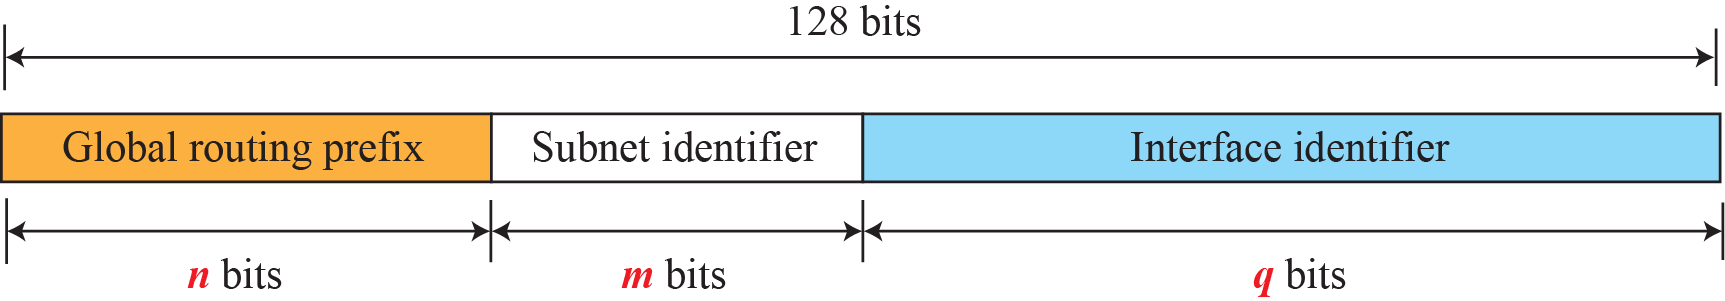 128 bits
Global routing prefix Subnet identifier Interface identifier
n bits m bits q bits